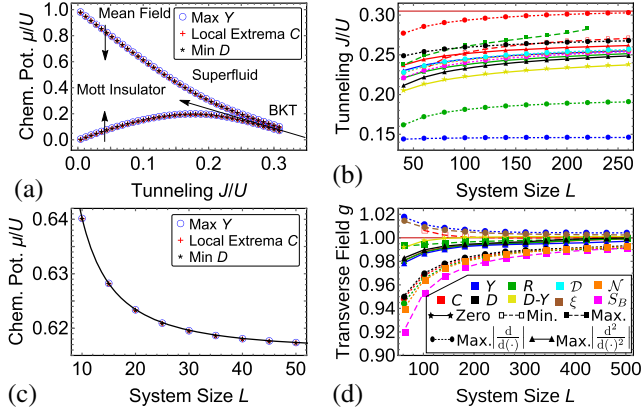 (a)
Chem. Pot. μ/U
1.0
0.8
0.6
0.4
0.2
0.0
Mean Field
Max Y
Local Extrema C
Min D
Superfluid
Mott Insulator
BKT
0.0 0.1 0.2 0.3
Tunneling J/U
(b)
Tunneling J/U
0.30
0.25
0.20
0.15
50 100 150 200 250
System Size L
(c)
Chem. Pot. μ/U
0.64
0.63
0.62
Max Y
Local Extrema C
Min D
10 20 30 40 50
System Size L
(d)
Transverse Field g
1.02
1.00
0.98
0.96
0.94
0.92
0.90
Y R 𝒟 𝒩
C D D-Y ξ S_B
Zero Min. Max.
Max.|d/d(·)| Max.|d²/d(·)²|
100 200 300 400 500
System Size L